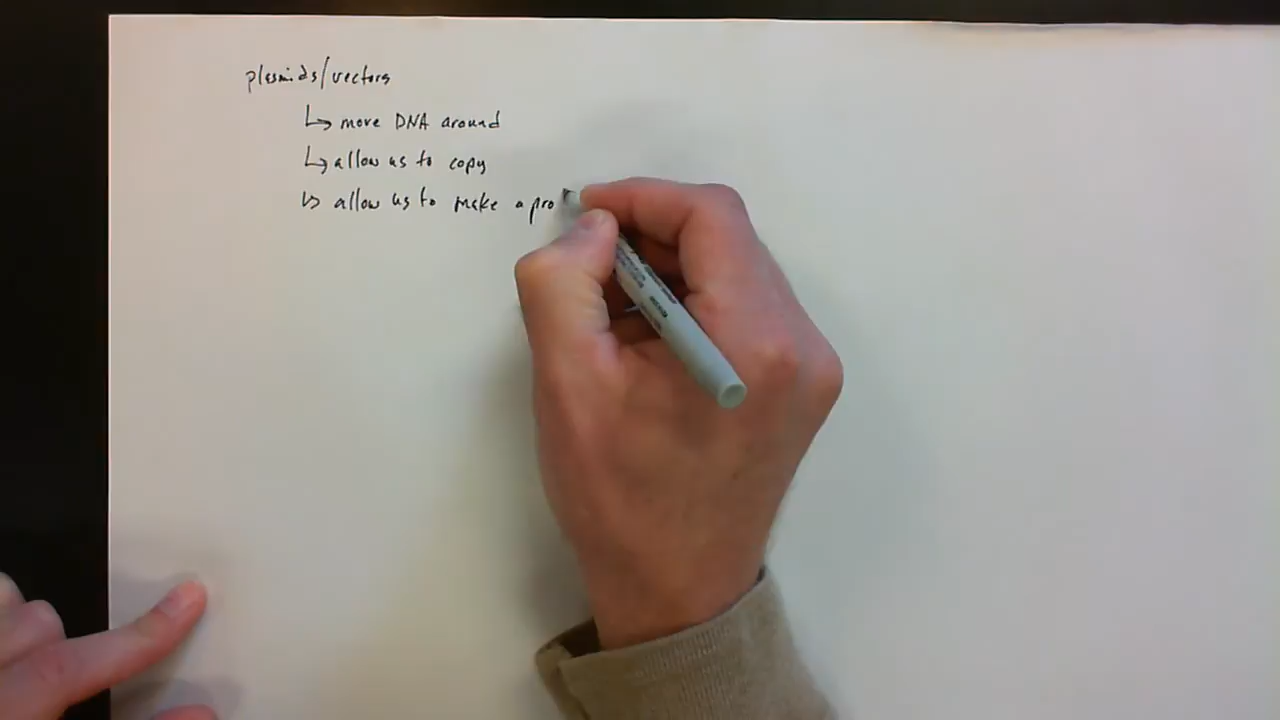 plasmids/vectors
↳ move DNA around
↳ allow us to copy
↳ allow us to make a pro